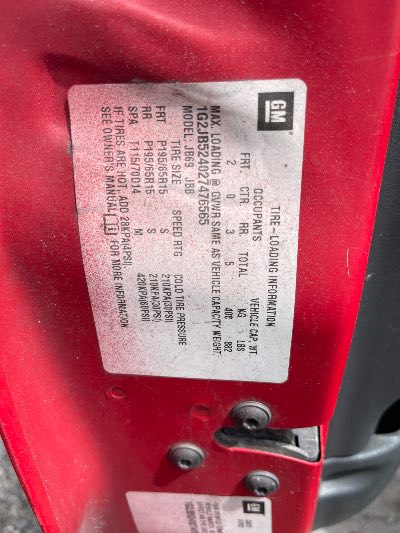 GM
TIRE-LOADING INFORMATION
OCCUPANTS VEHICLE CAP. WT.
FRT. CTR. RR. TOTAL KG LBS
2 0 3 5 408 882
MAX. LOADING @ GVWR SAME AS VEHICLE CAPACITY WEIGHT.
1G2JB524027476565
MODEL: JB69 JBB
TIRE SIZE SPEED RTG COLD TIRE PRESSURE
FRT P195/65R15 S 210KPA(30PSI)
RR P195/65R15 S 210KPA(30PSI)
SPA T115/70D14 M 420KPA(60PSI)
IF TIRES ARE HOT, ADD 28KPA(4PSI)
SEE OWNER'S MANUAL FOR MORE INFORMATION
GM